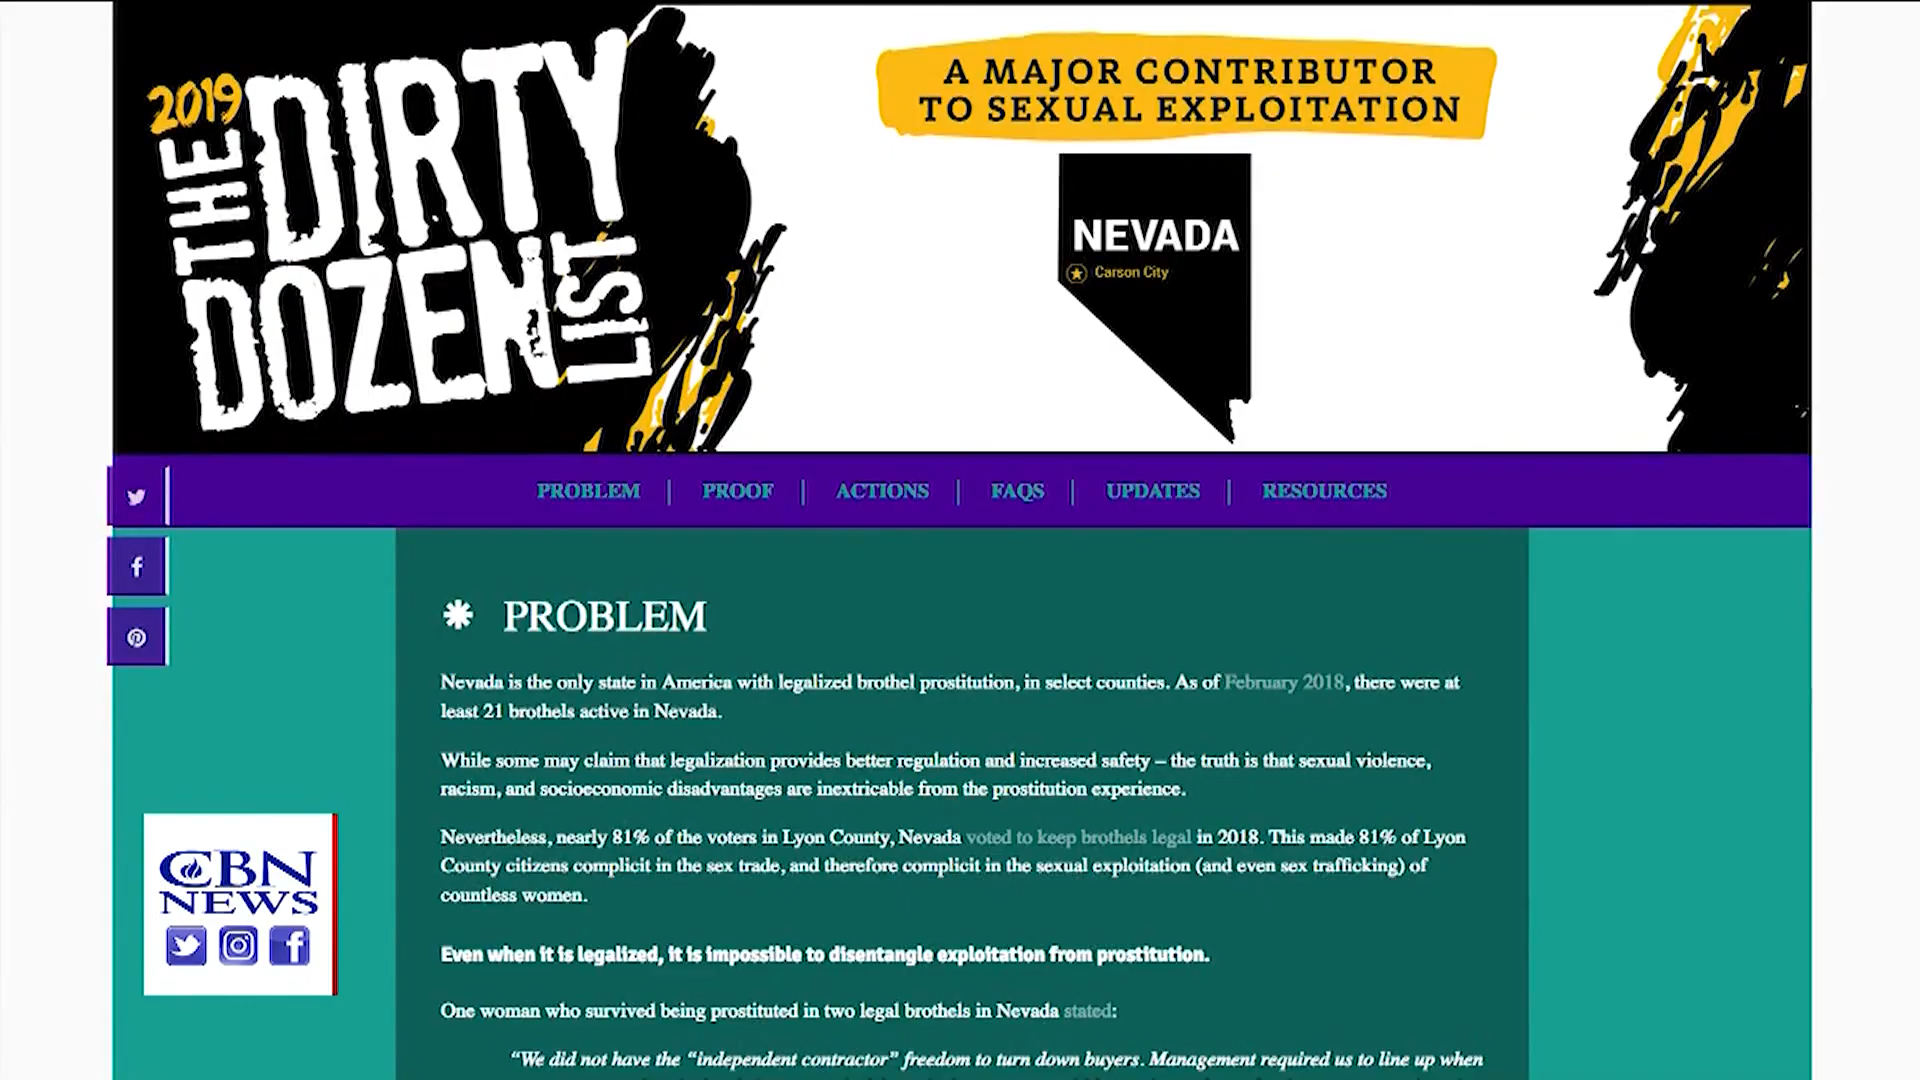 2019
THE
DIRTY
DOZEN
LIST
A MAJOR CONTRIBUTOR
TO SEXUAL EXPLOITATION
NEVADA
Carson City
PROBLEM | PROOF | ACTIONS | FAQS | UPDATES | RESOURCES
PROBLEM
Nevada is the only state in America with legalized brothel prostitution, in select counties. As of February 2018, there were at
least 21 brothels active in Nevada.
While some may claim that legalization provides better regulation and increased safety – the truth is that sexual violence,
racism, and socioeconomic disadvantages are inextricable from the prostitution experience.
Nevertheless, nearly 81% of the voters in Lyon County, Nevada voted to keep brothels legal in 2018. This made 81% of Lyon
County citizens complicit in the sex trade, and therefore complicit in the sexual exploitation (and even sex trafficking) of
countless women.
Even when it is legalized, it is impossible to disentangle exploitation from prostitution.
One woman who survived being prostituted in two legal brothels in Nevada stated:
“We did not have the “independent contractor” freedom to turn down buyers. Management required us to line up when
CBN
NEWS